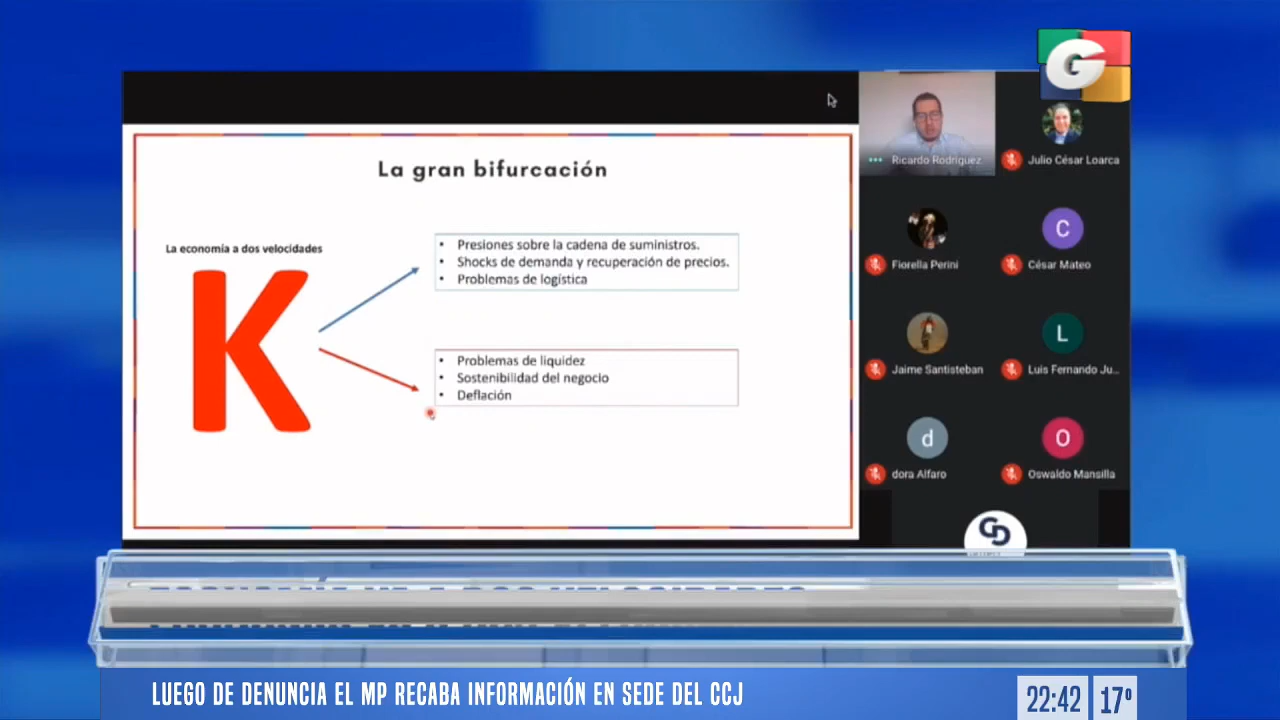 G
La gran bifurcación
La economía a dos velocidades
K
• Presiones sobre la cadena de suministros.
• Shocks de demanda y recuperación de precios.
• Problemas de logística
• Problemas de liquidez
• Sostenibilidad del negocio
• Deflación
Ricardo Rodriguez
Julio César Loarca
Fiorella Perini
C
César Mateo
Jaime Santisteban
L
Luis Fernando Ju...
d
dora Alfaro
O
Oswaldo Mansilla
LUEGO DE DENUNCIA EL MP RECABA INFORMACIÓN EN SEDE DEL CCJ
22:42
17º